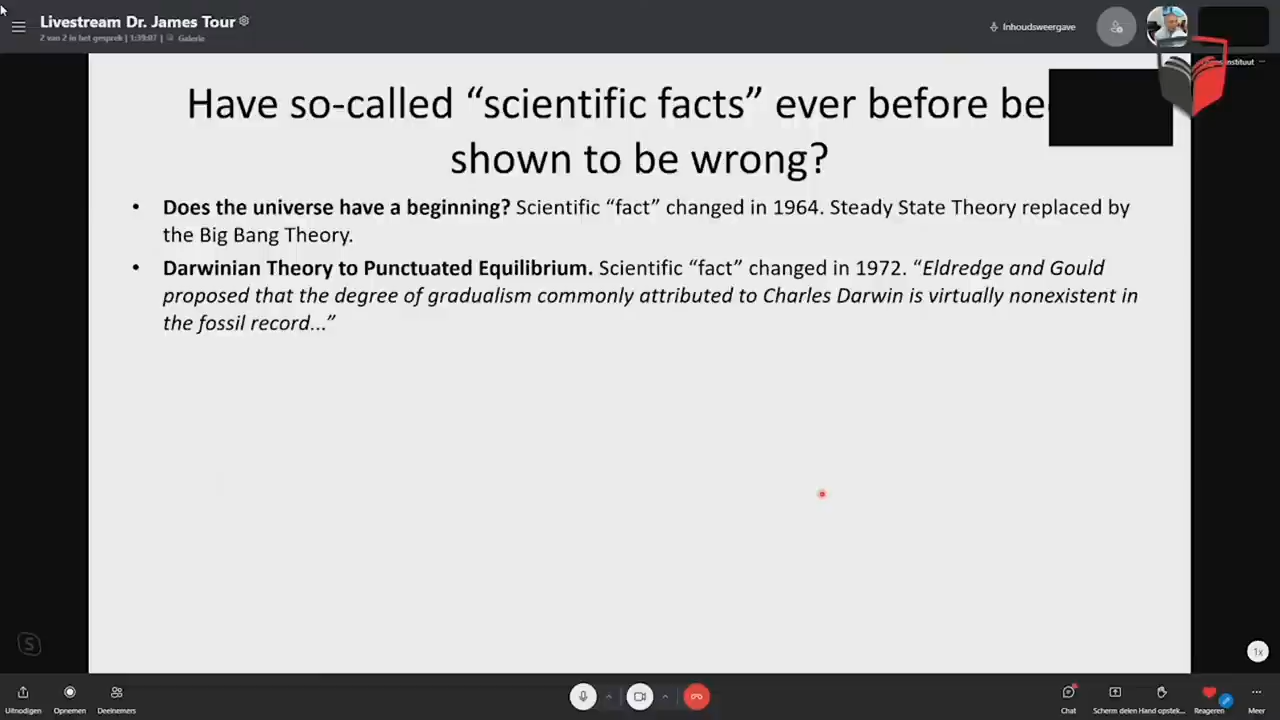 Livestream Dr. James Tour
2 van 2 in het gesprek | 1:39:07 | Galerie
Inhoudsweergave
Have so-called “scientific facts” ever before be
shown to be wrong?
• Does the universe have a beginning? Scientific “fact” changed in 1964. Steady State Theory replaced by
the Big Bang Theory.
• Darwinian Theory to Punctuated Equilibrium. Scientific “fact” changed in 1972. “Eldredge and Gould
proposed that the degree of gradualism commonly attributed to Charles Darwin is virtually nonexistent in
the fossil record...”
1x
Uitnodigen Opnemen Deelnemers Chat Scherm delen Hand opstek... Reageren Meer